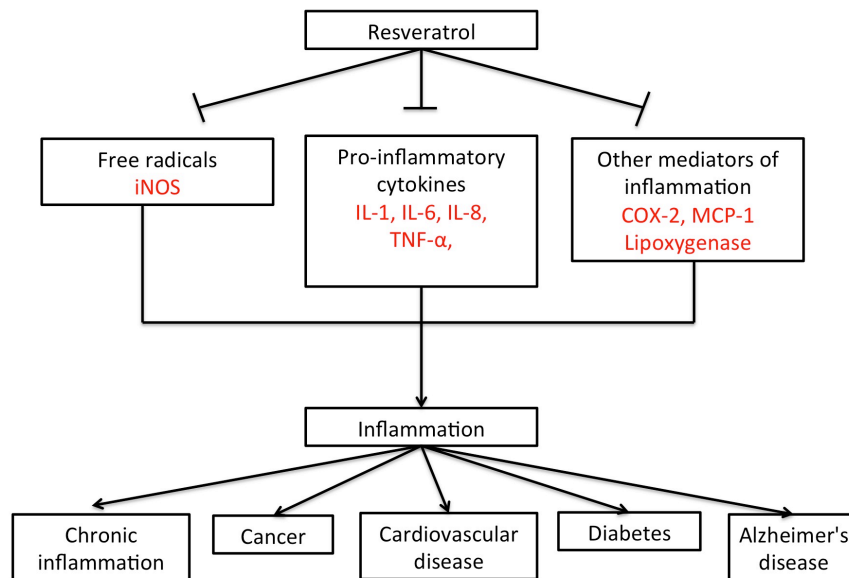 Resveratrol
Free radicals
iNOS
Pro-inflammatory
cytokines
IL-1, IL-6, IL-8,
TNF-α,
Other mediators of
inflammation
COX-2, MCP-1
Lipoxygenase
Inflammation
Chronic
inflammation
Cancer
Cardiovascular
disease
Diabetes
Alzheimer's
disease